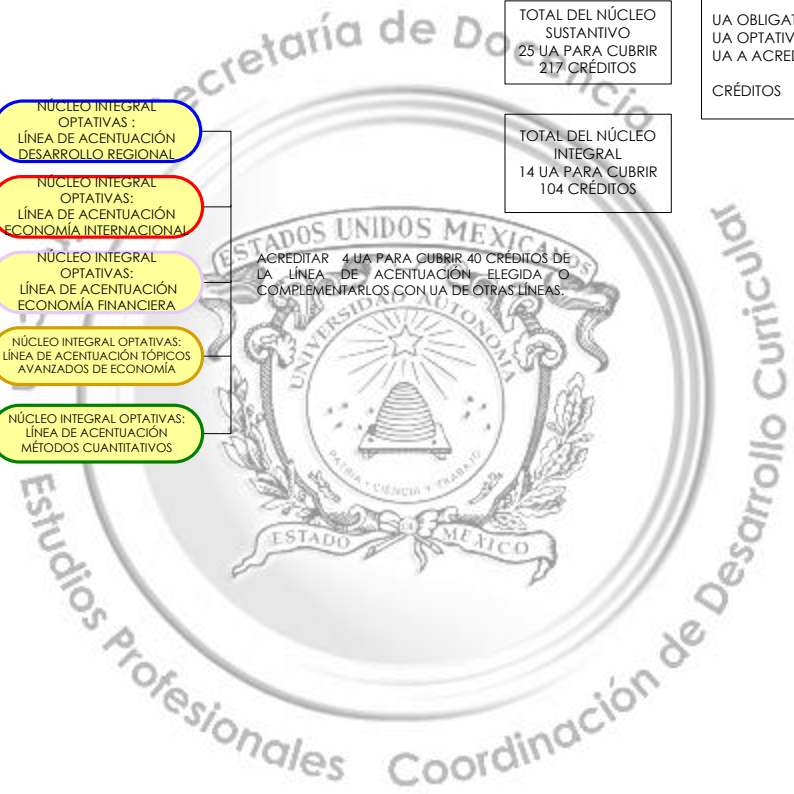 TOTAL DEL NÚCLEO
SUSTANTIVO
25 UA PARA CUBRIR
217 CRÉDITOS
UA OBLIGAT
UA OPTATIV
UA A ACRED
CRÉDITOS
TOTAL DEL NÚCLEO
INTEGRAL
14 UA PARA CUBRIR
104 CRÉDITOS
NÚCLEO INTEGRAL
OPTATIVAS :
LÍNEA DE ACENTUACIÓN
DESARROLLO REGIONAL
NÚCLEO INTEGRAL
OPTATIVAS:
LÍNEA DE ACENTUACIÓN
ECONOMÍA INTERNACIONAL
NÚCLEO INTEGRAL
OPTATIVAS:
LÍNEA DE ACENTUACIÓN
ECONOMÍA FINANCIERA
NÚCLEO INTEGRAL OPTATIVAS:
LÍNEA DE ACENTUACIÓN TÓPICOS
AVANZADOS DE ECONOMÍA
NÚCLEO INTEGRAL OPTATIVAS:
LÍNEA DE ACENTUACIÓN
MÉTODOS CUANTITATIVOS
ACREDITAR 4 UA PARA CUBRIR 40 CRÉDITOS DE
LA LÍNEA DE ACENTUACIÓN ELEGIDA O
COMPLEMENTARLOS CON UA DE OTRAS LÍNEAS.
ecretaría de Docencia
Estudios Profesionales Coordinación de Desarrollo Curricular
ESTADOS UNIDOS MEXICANOS
UNIVERSIDAD AUTONOMA
PATRIA • CIENCIA Y TRABAJO
ESTADO MEXICO